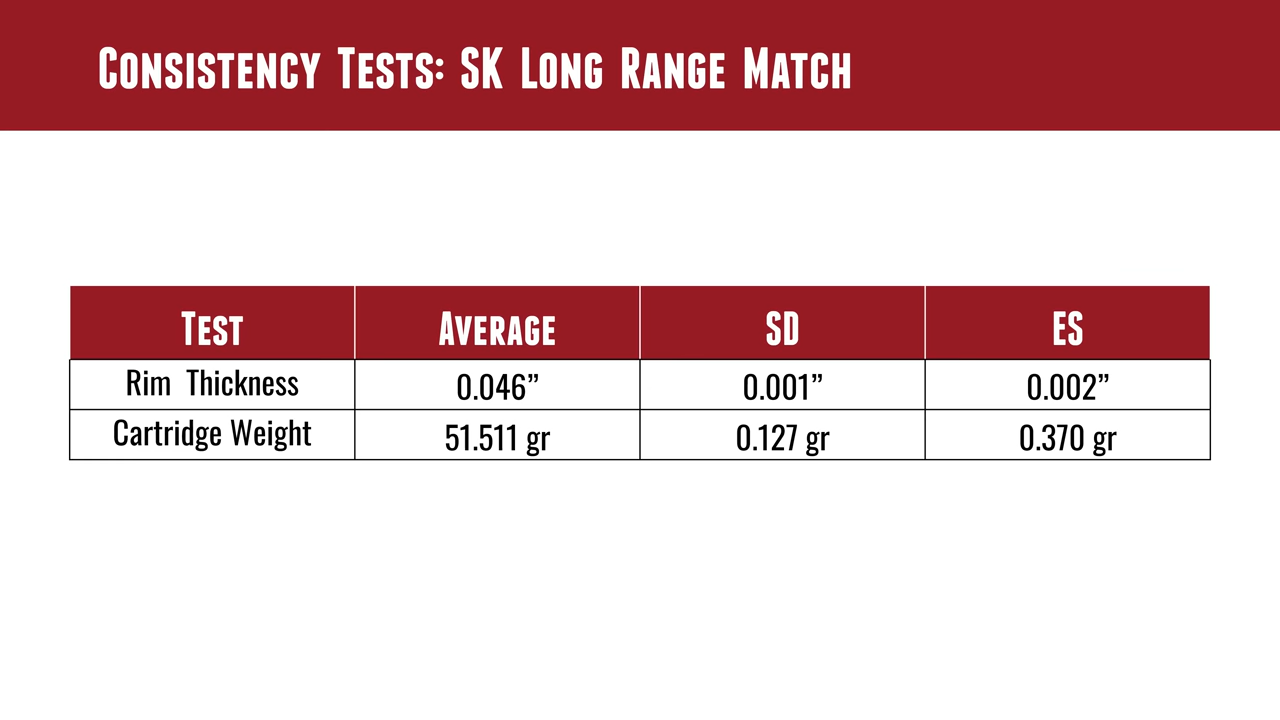 Consistency Tests: SK Long Range Match
Test Average SD ES
Rim Thickness 0.046” 0.001” 0.002”
Cartridge Weight 51.511 gr 0.127 gr 0.370 gr